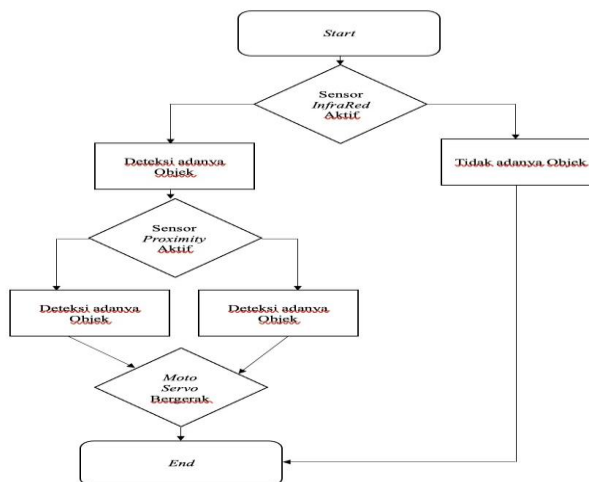 Start
Sensor
InfraRed
Aktif
Deteksi adanya
Objek
Tidak adanya Objek
Sensor
Proximity
Aktif
Deteksi adanya
Objek
Deteksi adanya
Objek
Moto
Servo
Bergerak
End